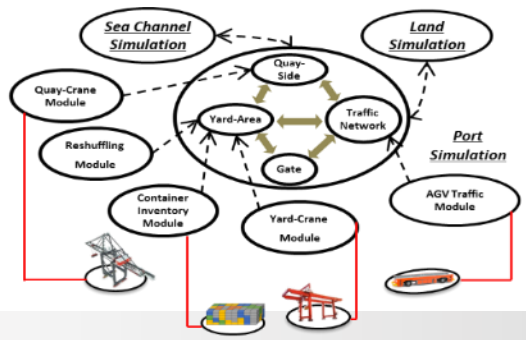 Sea Channel
Simulation
Land
Simulation
Quay-
Side
Quay-Crane
Module
Yard-Area
Traffic
Network
Reshuffling
Module
Port
Simulation
Gate
Container
Inventory
Module
Yard-Crane
Module
AGV Traffic
Module